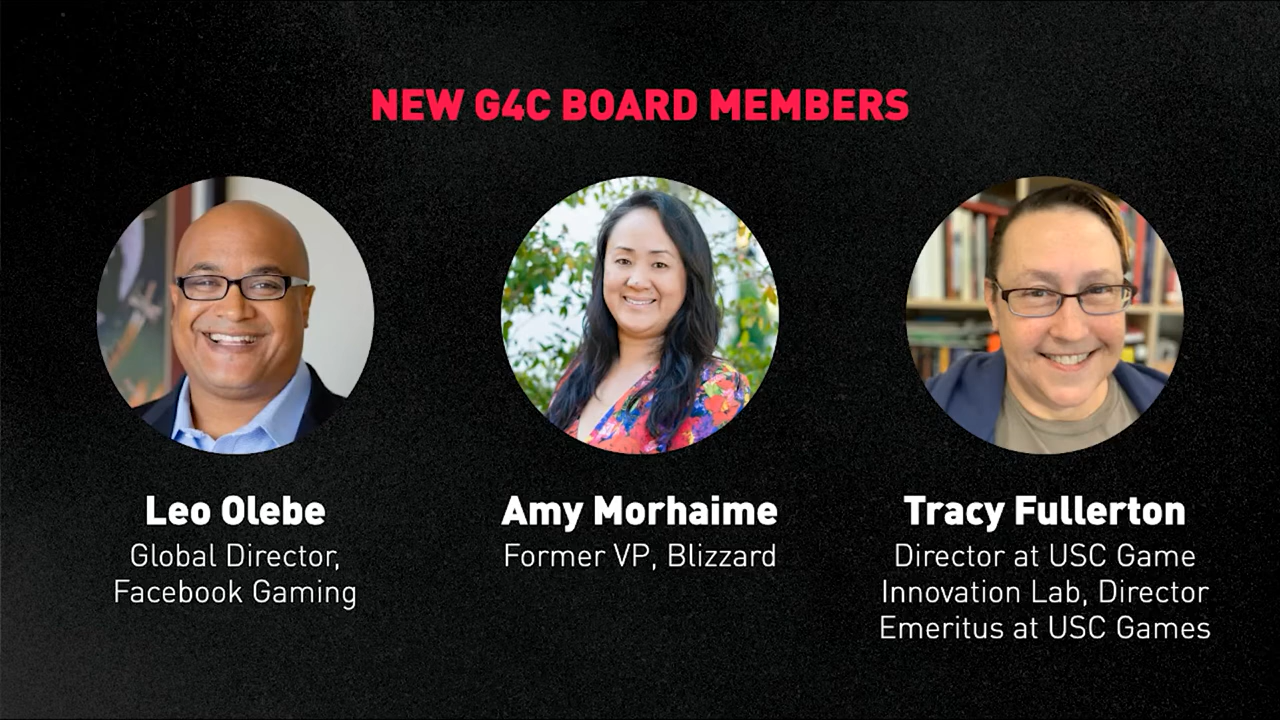 NEW G4C BOARD MEMBERS
Leo Olebe
Global Director,
Facebook Gaming
Amy Morhaime
Former VP, Blizzard
Tracy Fullerton
Director at USC Game
Innovation Lab, Director
Emeritus at USC Games